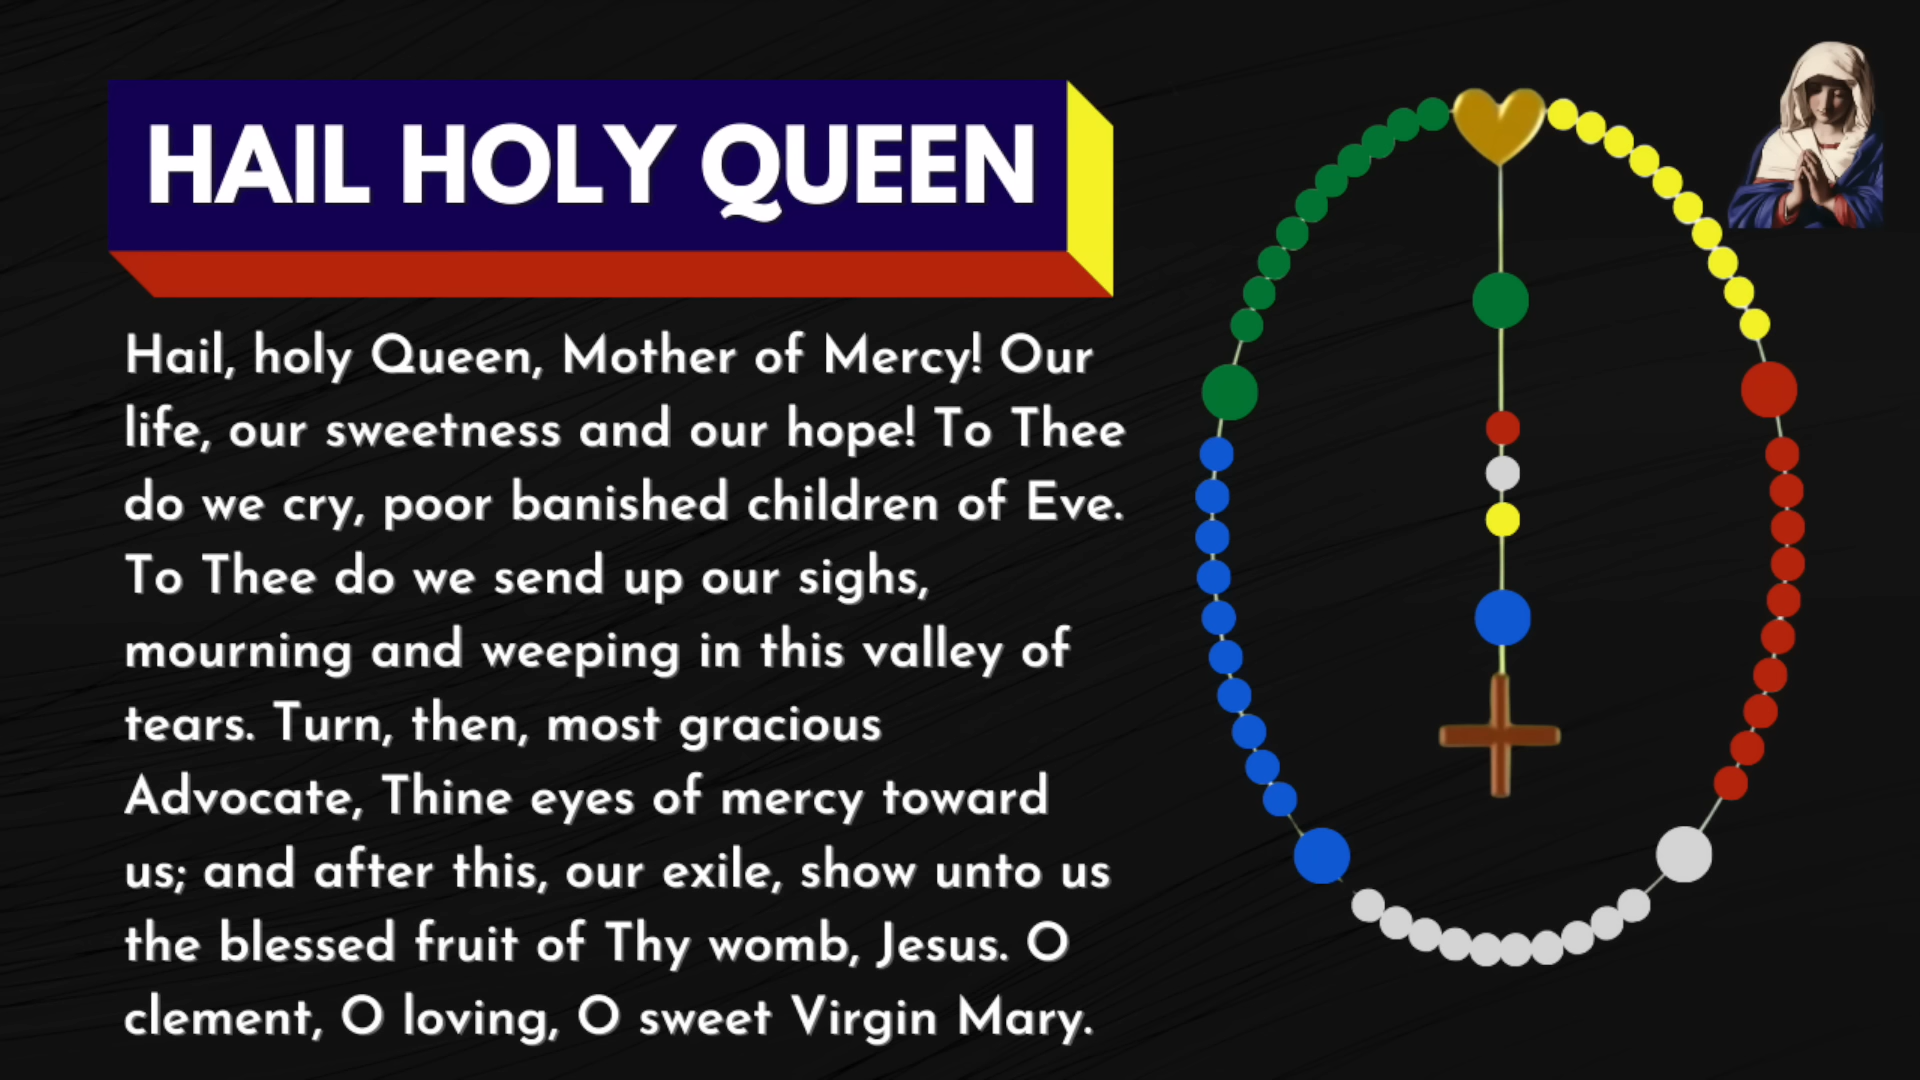 HAIL HOLY QUEEN
Hail, holy Queen, Mother of Mercy! Our
life, our sweetness and our hope! To Thee
do we cry, poor banished children of Eve.
To Thee do we send up our sighs,
mourning and weeping in this valley of
tears. Turn, then, most gracious
Advocate, Thine eyes of mercy toward
us; and after this, our exile, show unto us
the blessed fruit of Thy womb, Jesus. O
clement, O loving, O sweet Virgin Mary.